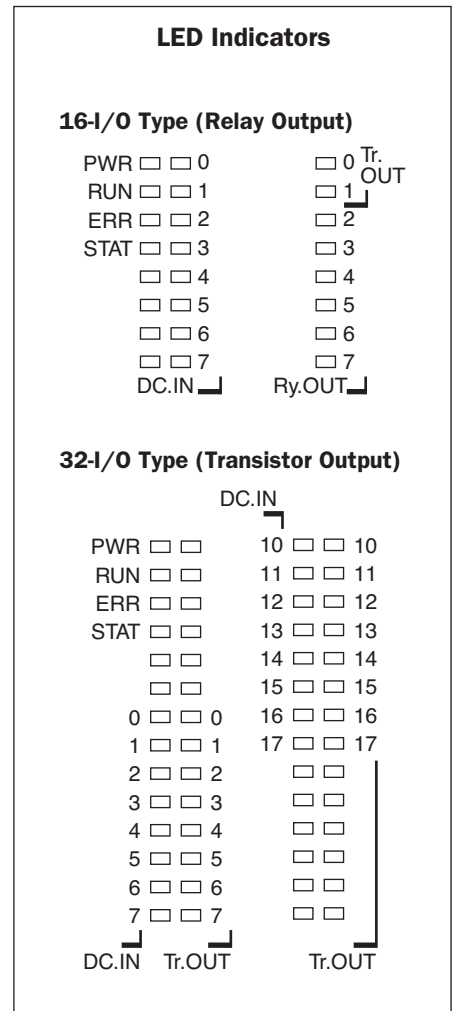 LED Indicators
16-I/O Type (Relay Output)
PWR 0 0 Tr. OUT
RUN 1 1
ERR 2 2
STAT 3 3
4 4
5 5
6 6
7 7
DC.IN Ry.OUT
32-I/O Type (Transistor Output)
DC.IN
PWR 10 10
RUN 11 11
ERR 12 12
STAT 13 13
14 14
15 15
0 0 16 16
1 1 17 17
2 2
3 3
4 4
5 5
6 6
7 7
DC.IN Tr.OUT Tr.OUT